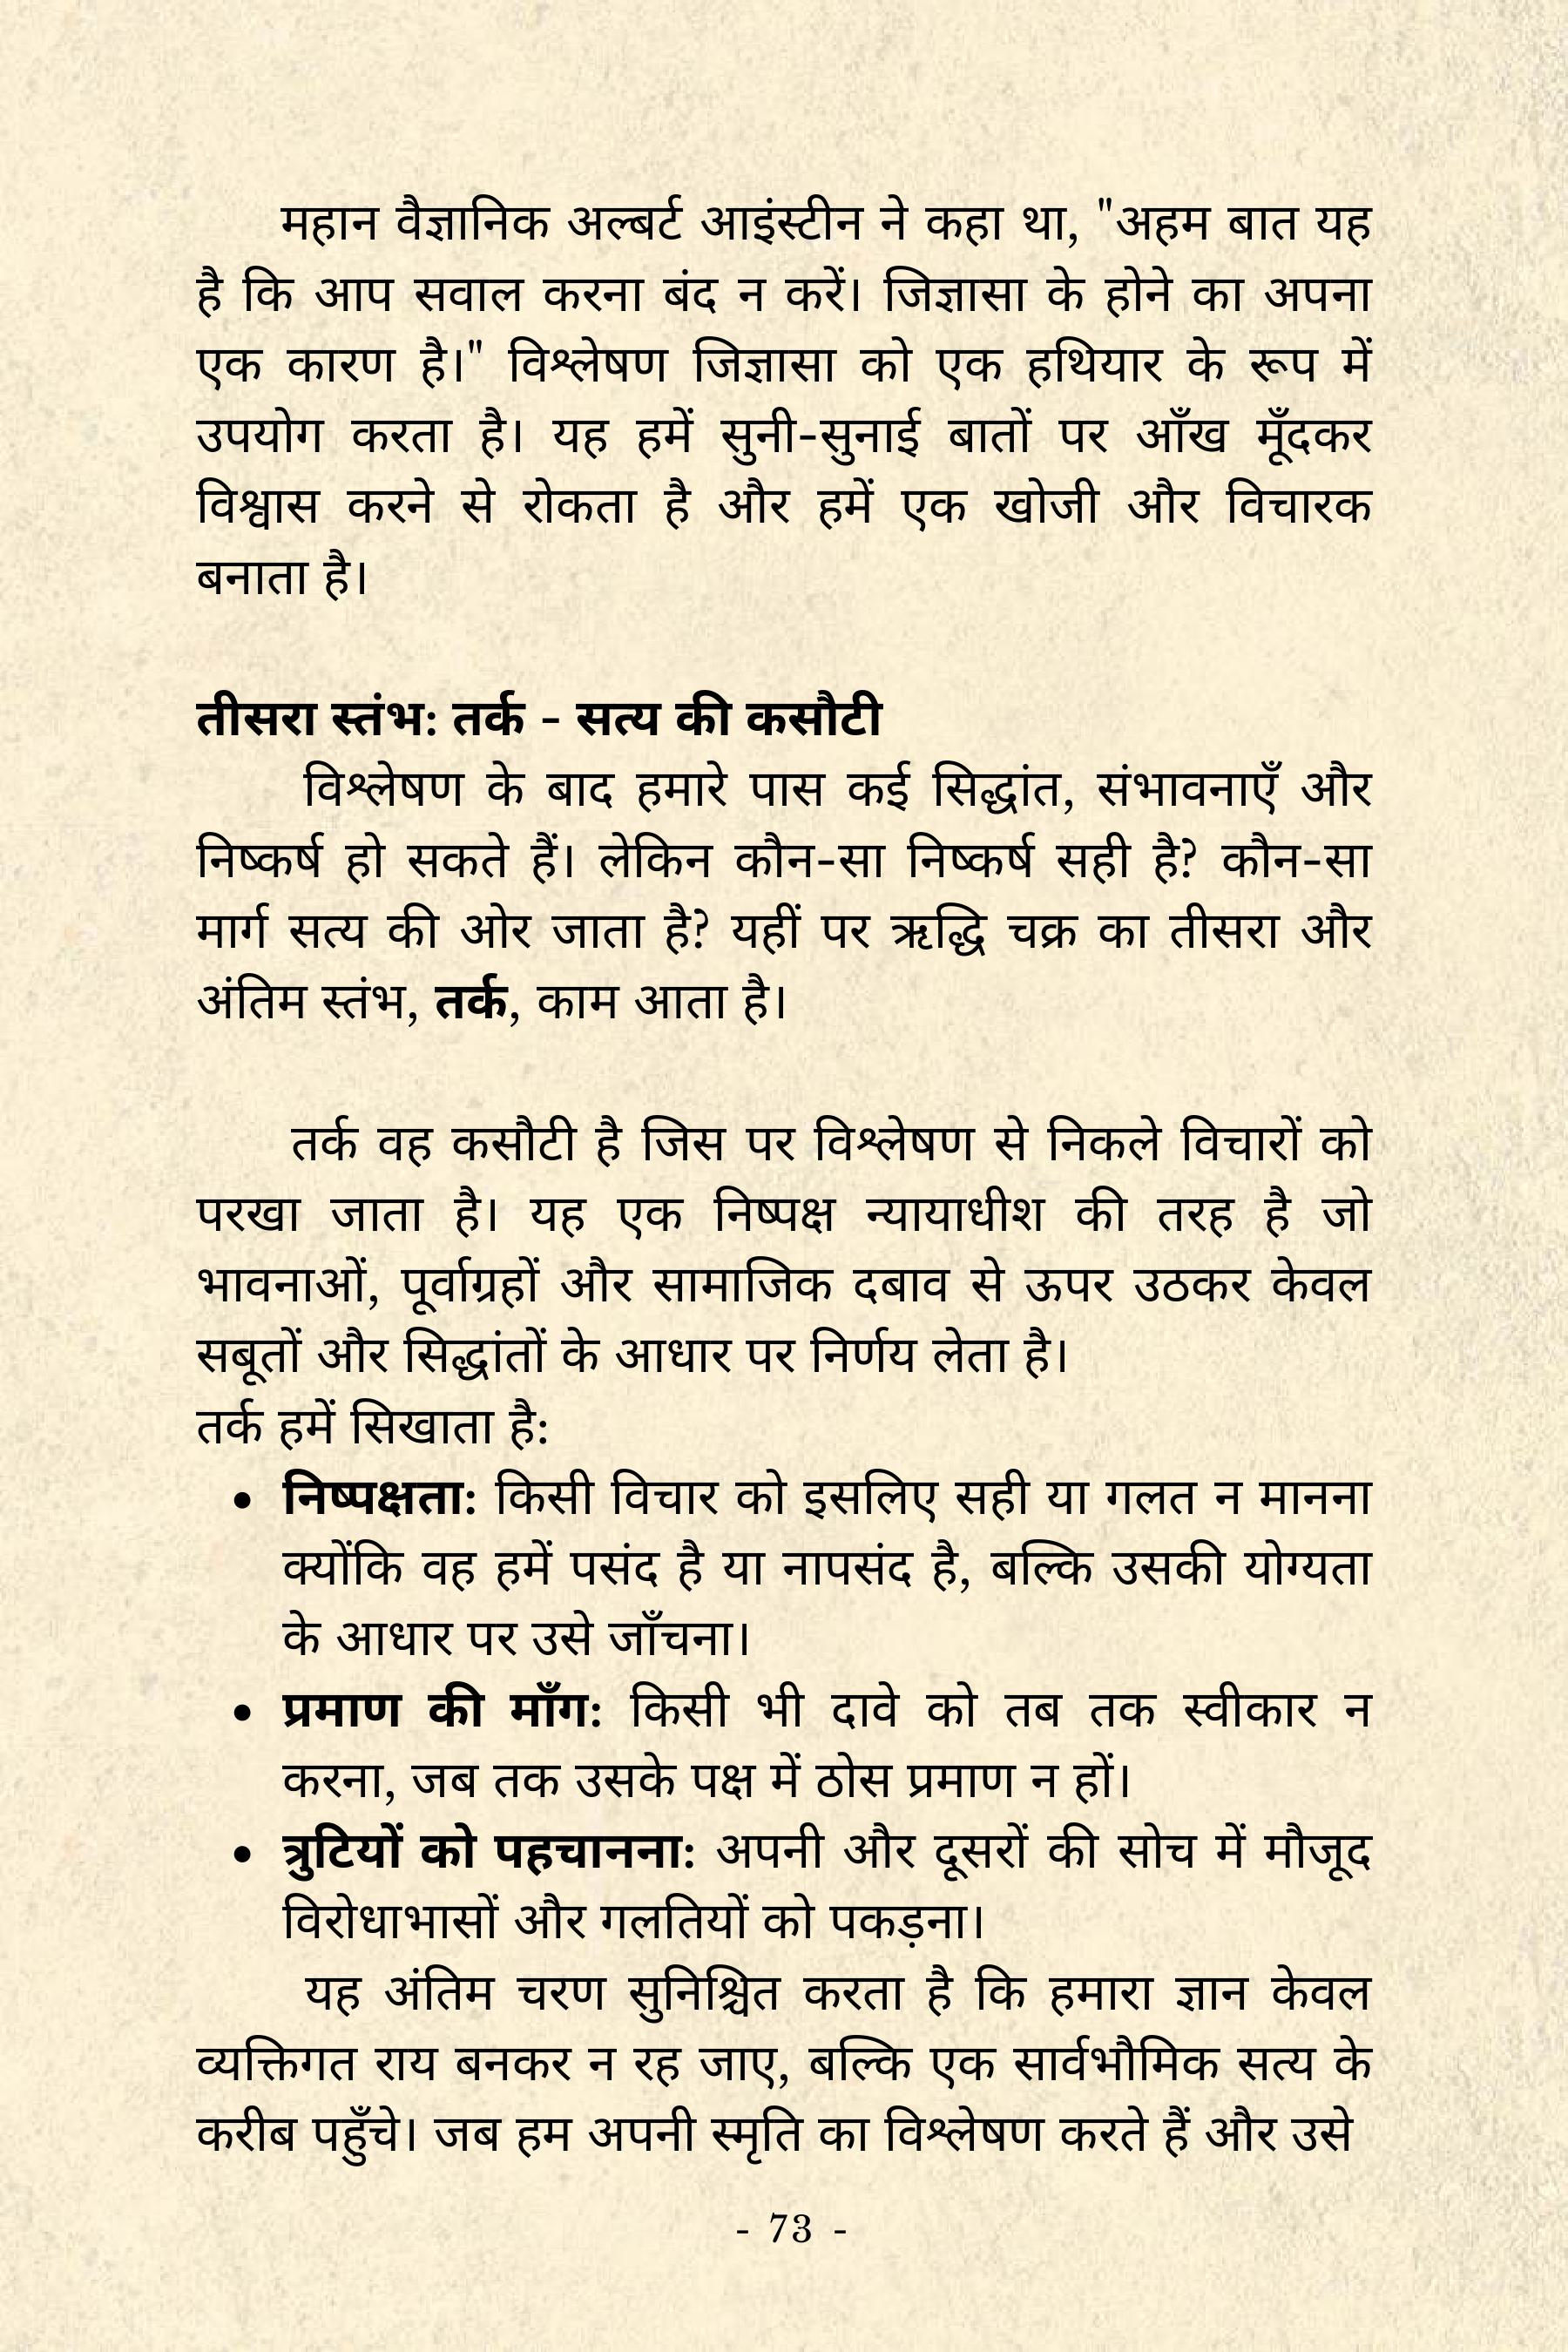 महान वैज्ञानिक अल्बर्ट आइंस्टीन ने कहा था, "अहम बात यह
है कि आप सवाल करना बंद न करें। जिज्ञासा के होने का अपना
एक कारण है।" विश्लेषण जिज्ञासा को एक हथियार के रूप में
उपयोग करता है। यह हमें सुनी-सुनाई बातों पर आँख मूँदकर
विश्वास करने से रोकता है और हमें एक खोजी और विचारक
बनाता है।
तीसरा स्तंभ: तर्क - सत्य की कसौटी
विश्लेषण के बाद हमारे पास कई सिद्धांत, संभावनाएँ और
निष्कर्ष हो सकते हैं। लेकिन कौन-सा निष्कर्ष सही है? कौन-सा
मार्ग सत्य की ओर जाता है? यहीं पर ऋद्धि चक्र का तीसरा और
अंतिम स्तंभ, तर्क, काम आता है।
तर्क वह कसौटी है जिस पर विश्लेषण से निकले विचारों को
परखा जाता है। यह एक निष्पक्ष न्यायाधीश की तरह है जो
भावनाओं, पूर्वाग्रहों और सामाजिक दबाव से ऊपर उठकर केवल
सबूतों और सिद्धांतों के आधार पर निर्णय लेता है।
तर्क हमें सिखाता है:
• निष्पक्षता: किसी विचार को इसलिए सही या गलत न मानना
क्योंकि वह हमें पसंद है या नापसंद है, बल्कि उसकी योग्यता
के आधार पर उसे जाँचना।
• प्रमाण की माँग: किसी भी दावे को तब तक स्वीकार न
करना, जब तक उसके पक्ष में ठोस प्रमाण न हों।
• त्रुटियों को पहचानना: अपनी और दूसरों की सोच में मौजूद
विरोधाभासों और गलतियों को पकड़ना।
यह अंतिम चरण सुनिश्चित करता है कि हमारा ज्ञान केवल
व्यक्तिगत राय बनकर न रह जाए, बल्कि एक सार्वभौमिक सत्य के
करीब पहुँचे। जब हम अपनी स्मृति का विश्लेषण करते हैं और उसे
- 73 -